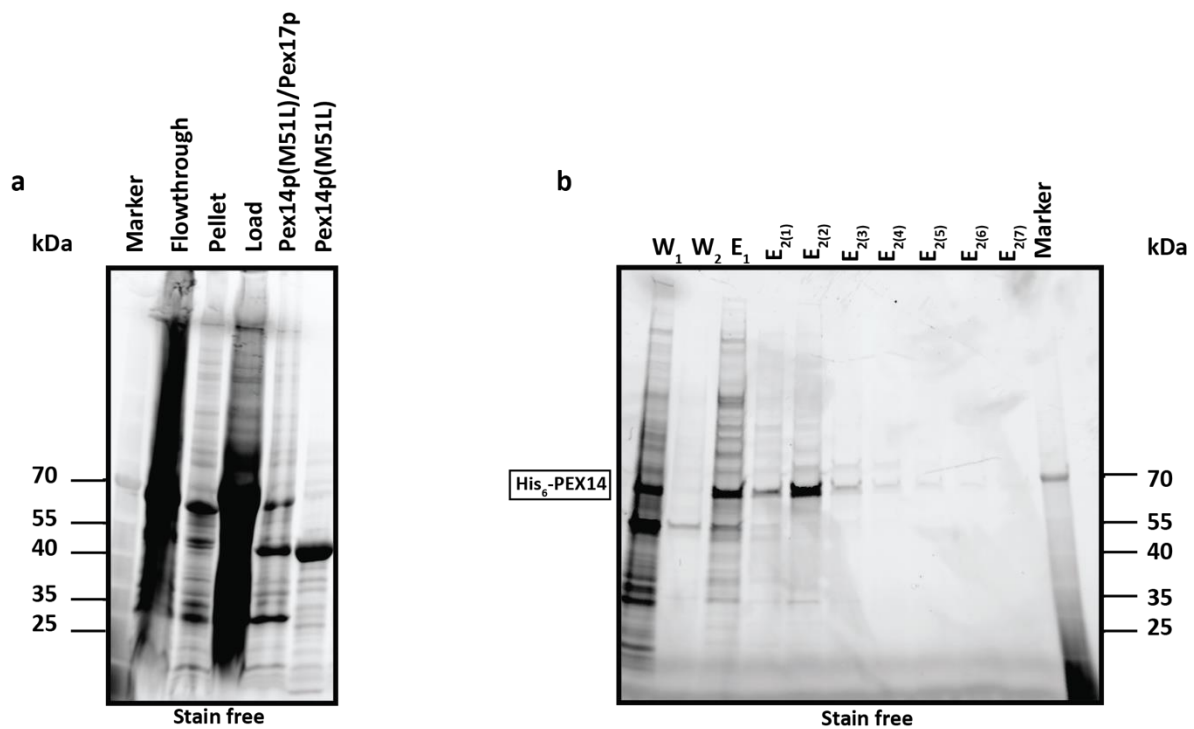 a
kDa
Marker
Flowthrough
Pellet
Load
Pex14p(M51L)/Pex17p
Pex14p(M51L)
70
55
40
35
25
Stain free
b
W1 W2 E1 E2(1) E2(2) E2(3) E2(4) E2(5) E2(6) E2(7) Marker
kDa
His6-PEX14
70
55
40
35
25
Stain free